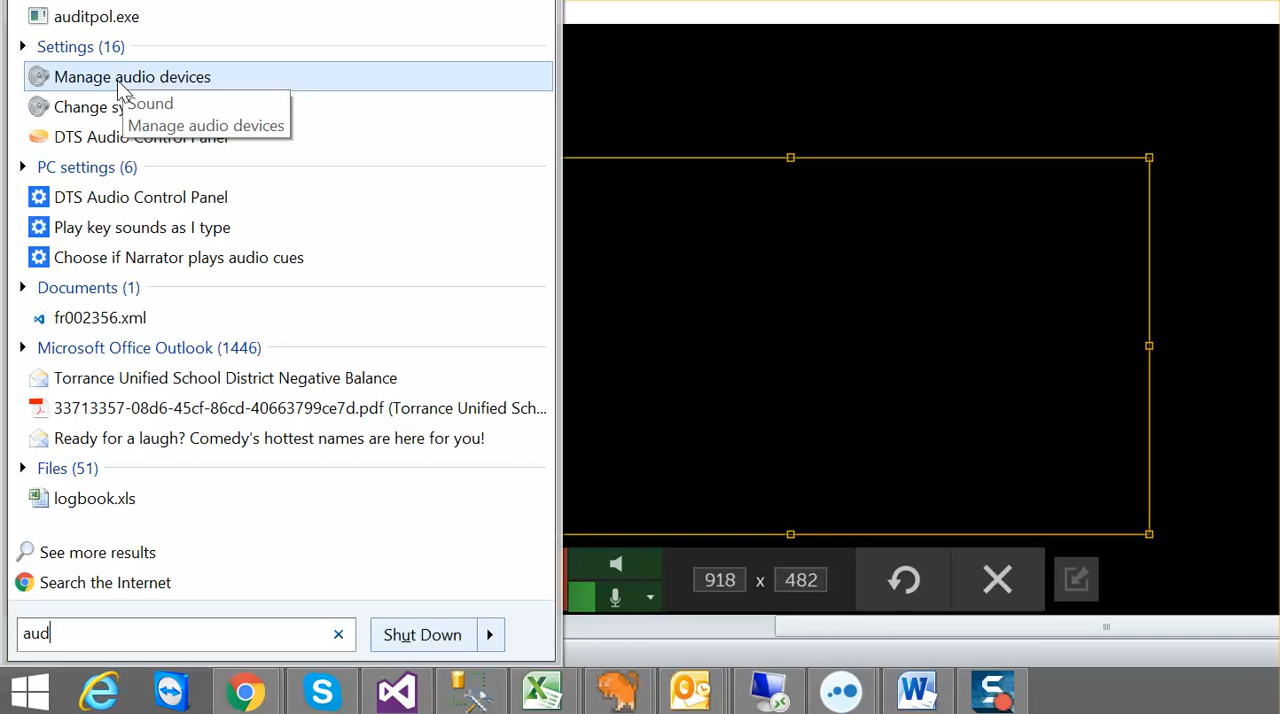 auditpol.exe
Settings (16)
Manage audio devices
Sound
Change sy
Manage audio devices
DTS Audio Control Panel
PC settings (6)
DTS Audio Control Panel
Play key sounds as I type
Choose if Narrator plays audio cues
Documents (1)
fr002356.xml
Microsoft Office Outlook (1446)
Torrance Unified School District Negative Balance
33713357-08d6-45cf-86cd-40663799ce7d.pdf (Torrance Unified Sch...
Ready for a laugh? Comedy's hottest names are here for you!
Files (51)
logbook.xls
See more results
Search the Internet
918 x 482
aud
Shut Down